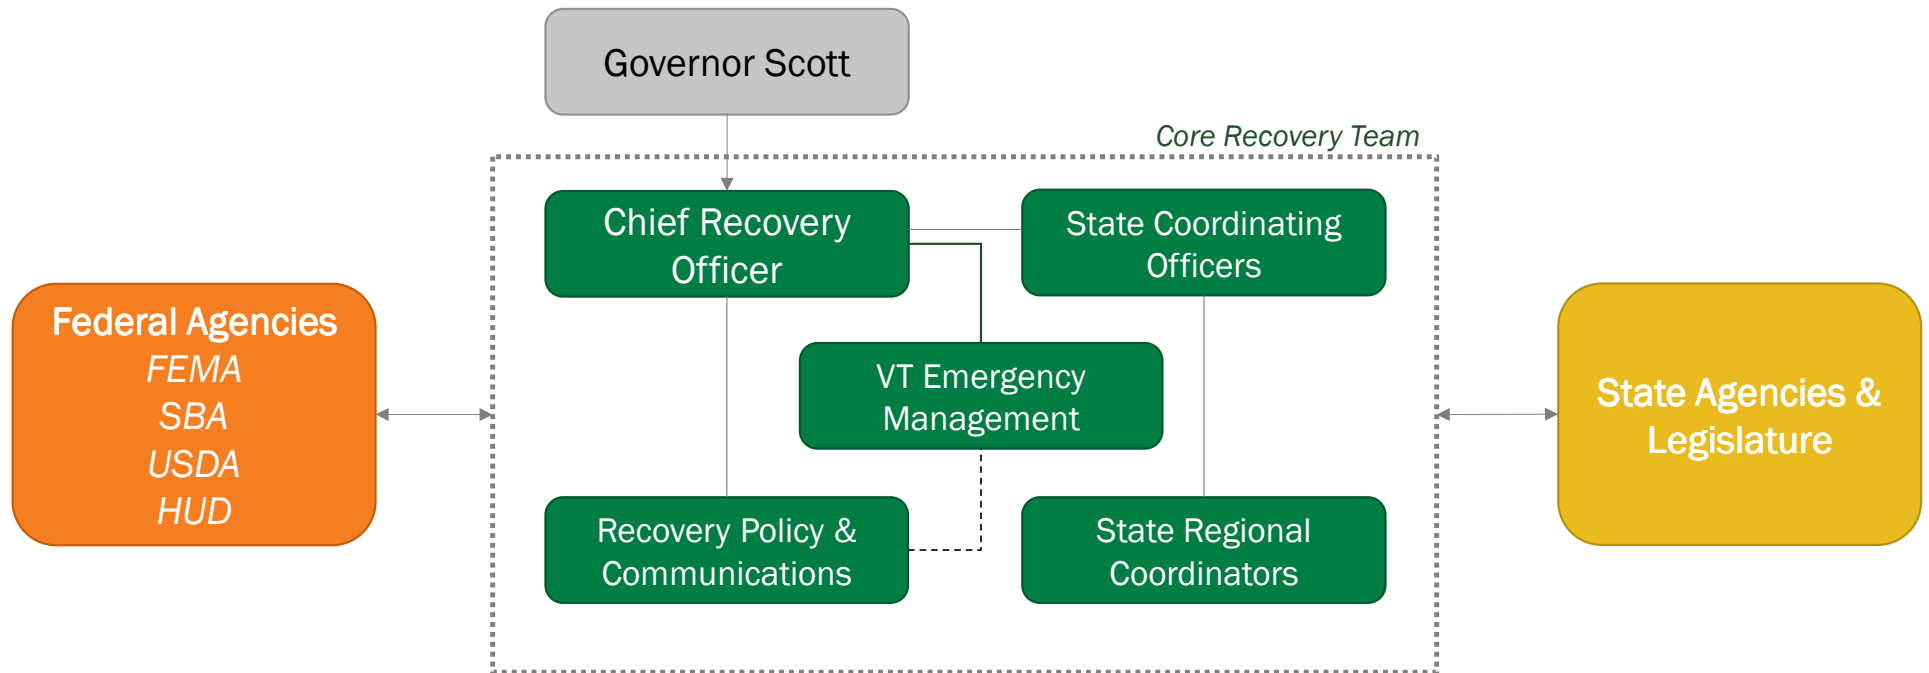 Governor Scott
Core Recovery Team
Chief Recovery
Officer
State Coordinating
Officers
Federal Agencies
FEMA
SBA
USDA
HUD
VT Emergency
Management
State Agencies &
Legislature
Recovery Policy &
Communications
State Regional
Coordinators